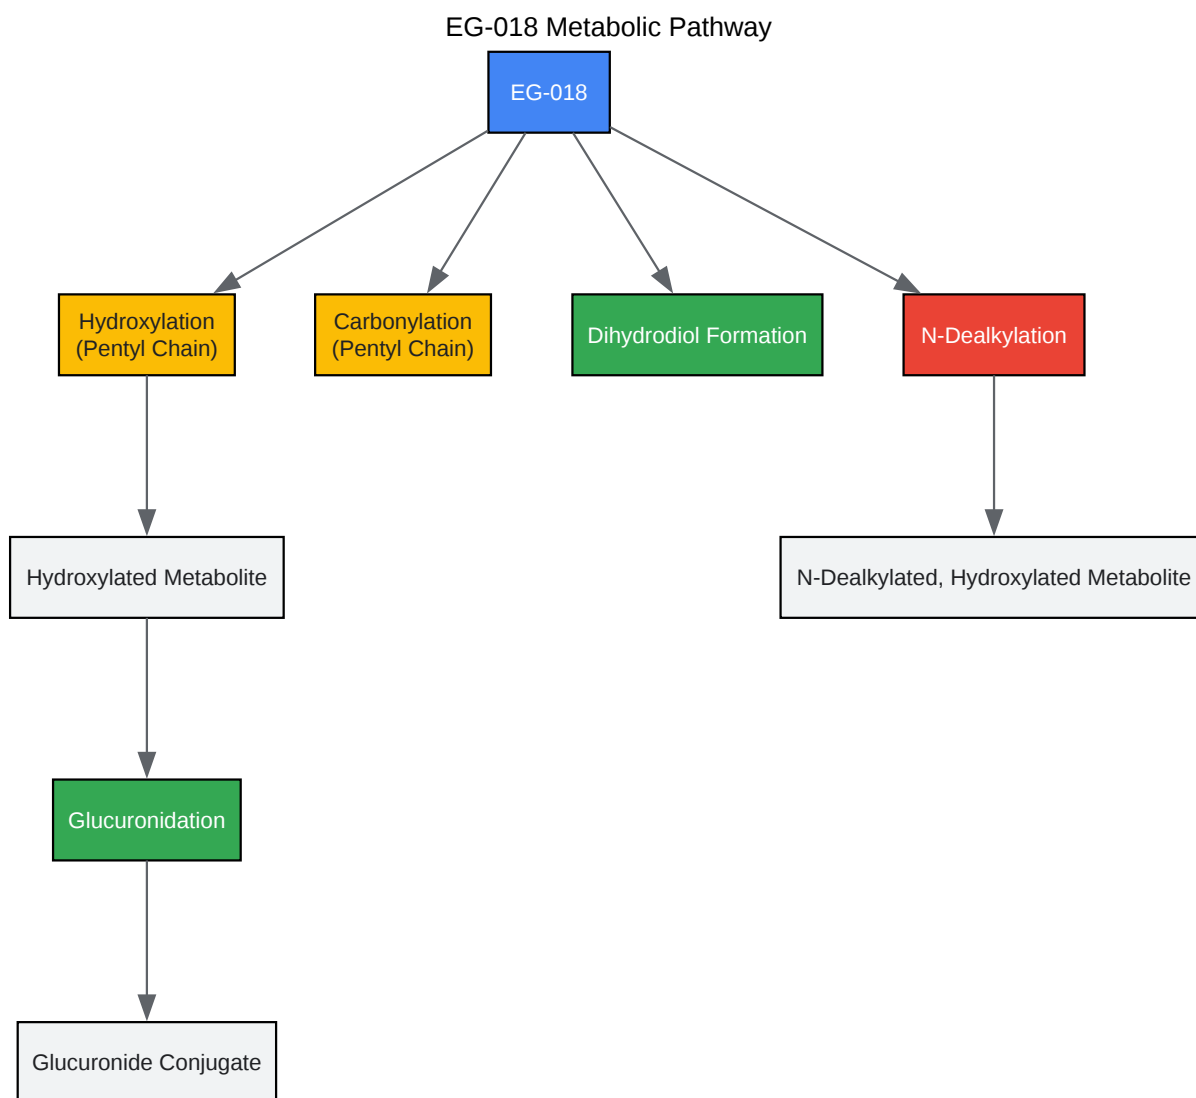 EG-018 Metabolic Pathway
EG-018
Hydroxylation
(Pentyl Chain)
Carbonylation
(Pentyl Chain)
Dihydrodiol Formation
N-Dealkylation
Hydroxylated Metabolite
N-Dealkylated, Hydroxylated Metabolite
Glucuronidation
Glucuronide Conjugate